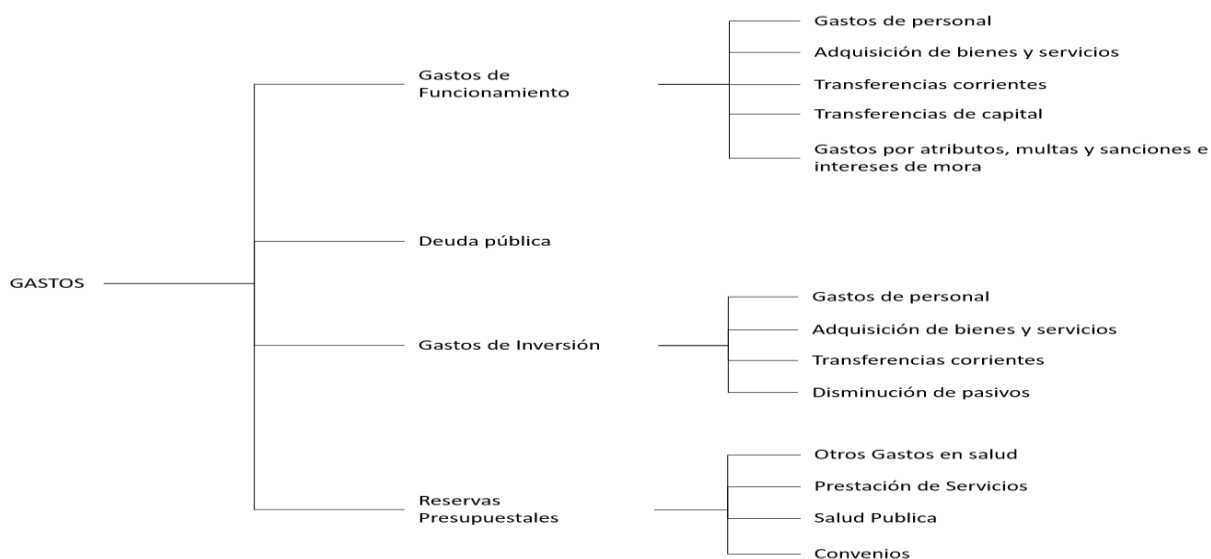 GASTOS
Gastos de
Funcionamiento
Gastos de personal
Adquisición de bienes y servicios
Transferencias corrientes
Transferencias de capital
Gastos por atributos, multas y sanciones e
intereses de mora
Deuda pública
Gastos de Inversión
Gastos de personal
Adquisición de bienes y servicios
Transferencias corrientes
Disminución de pasivos
Reservas
Presupuestales
Otros Gastos en salud
Prestación de Servicios
Salud Publica
Convenios